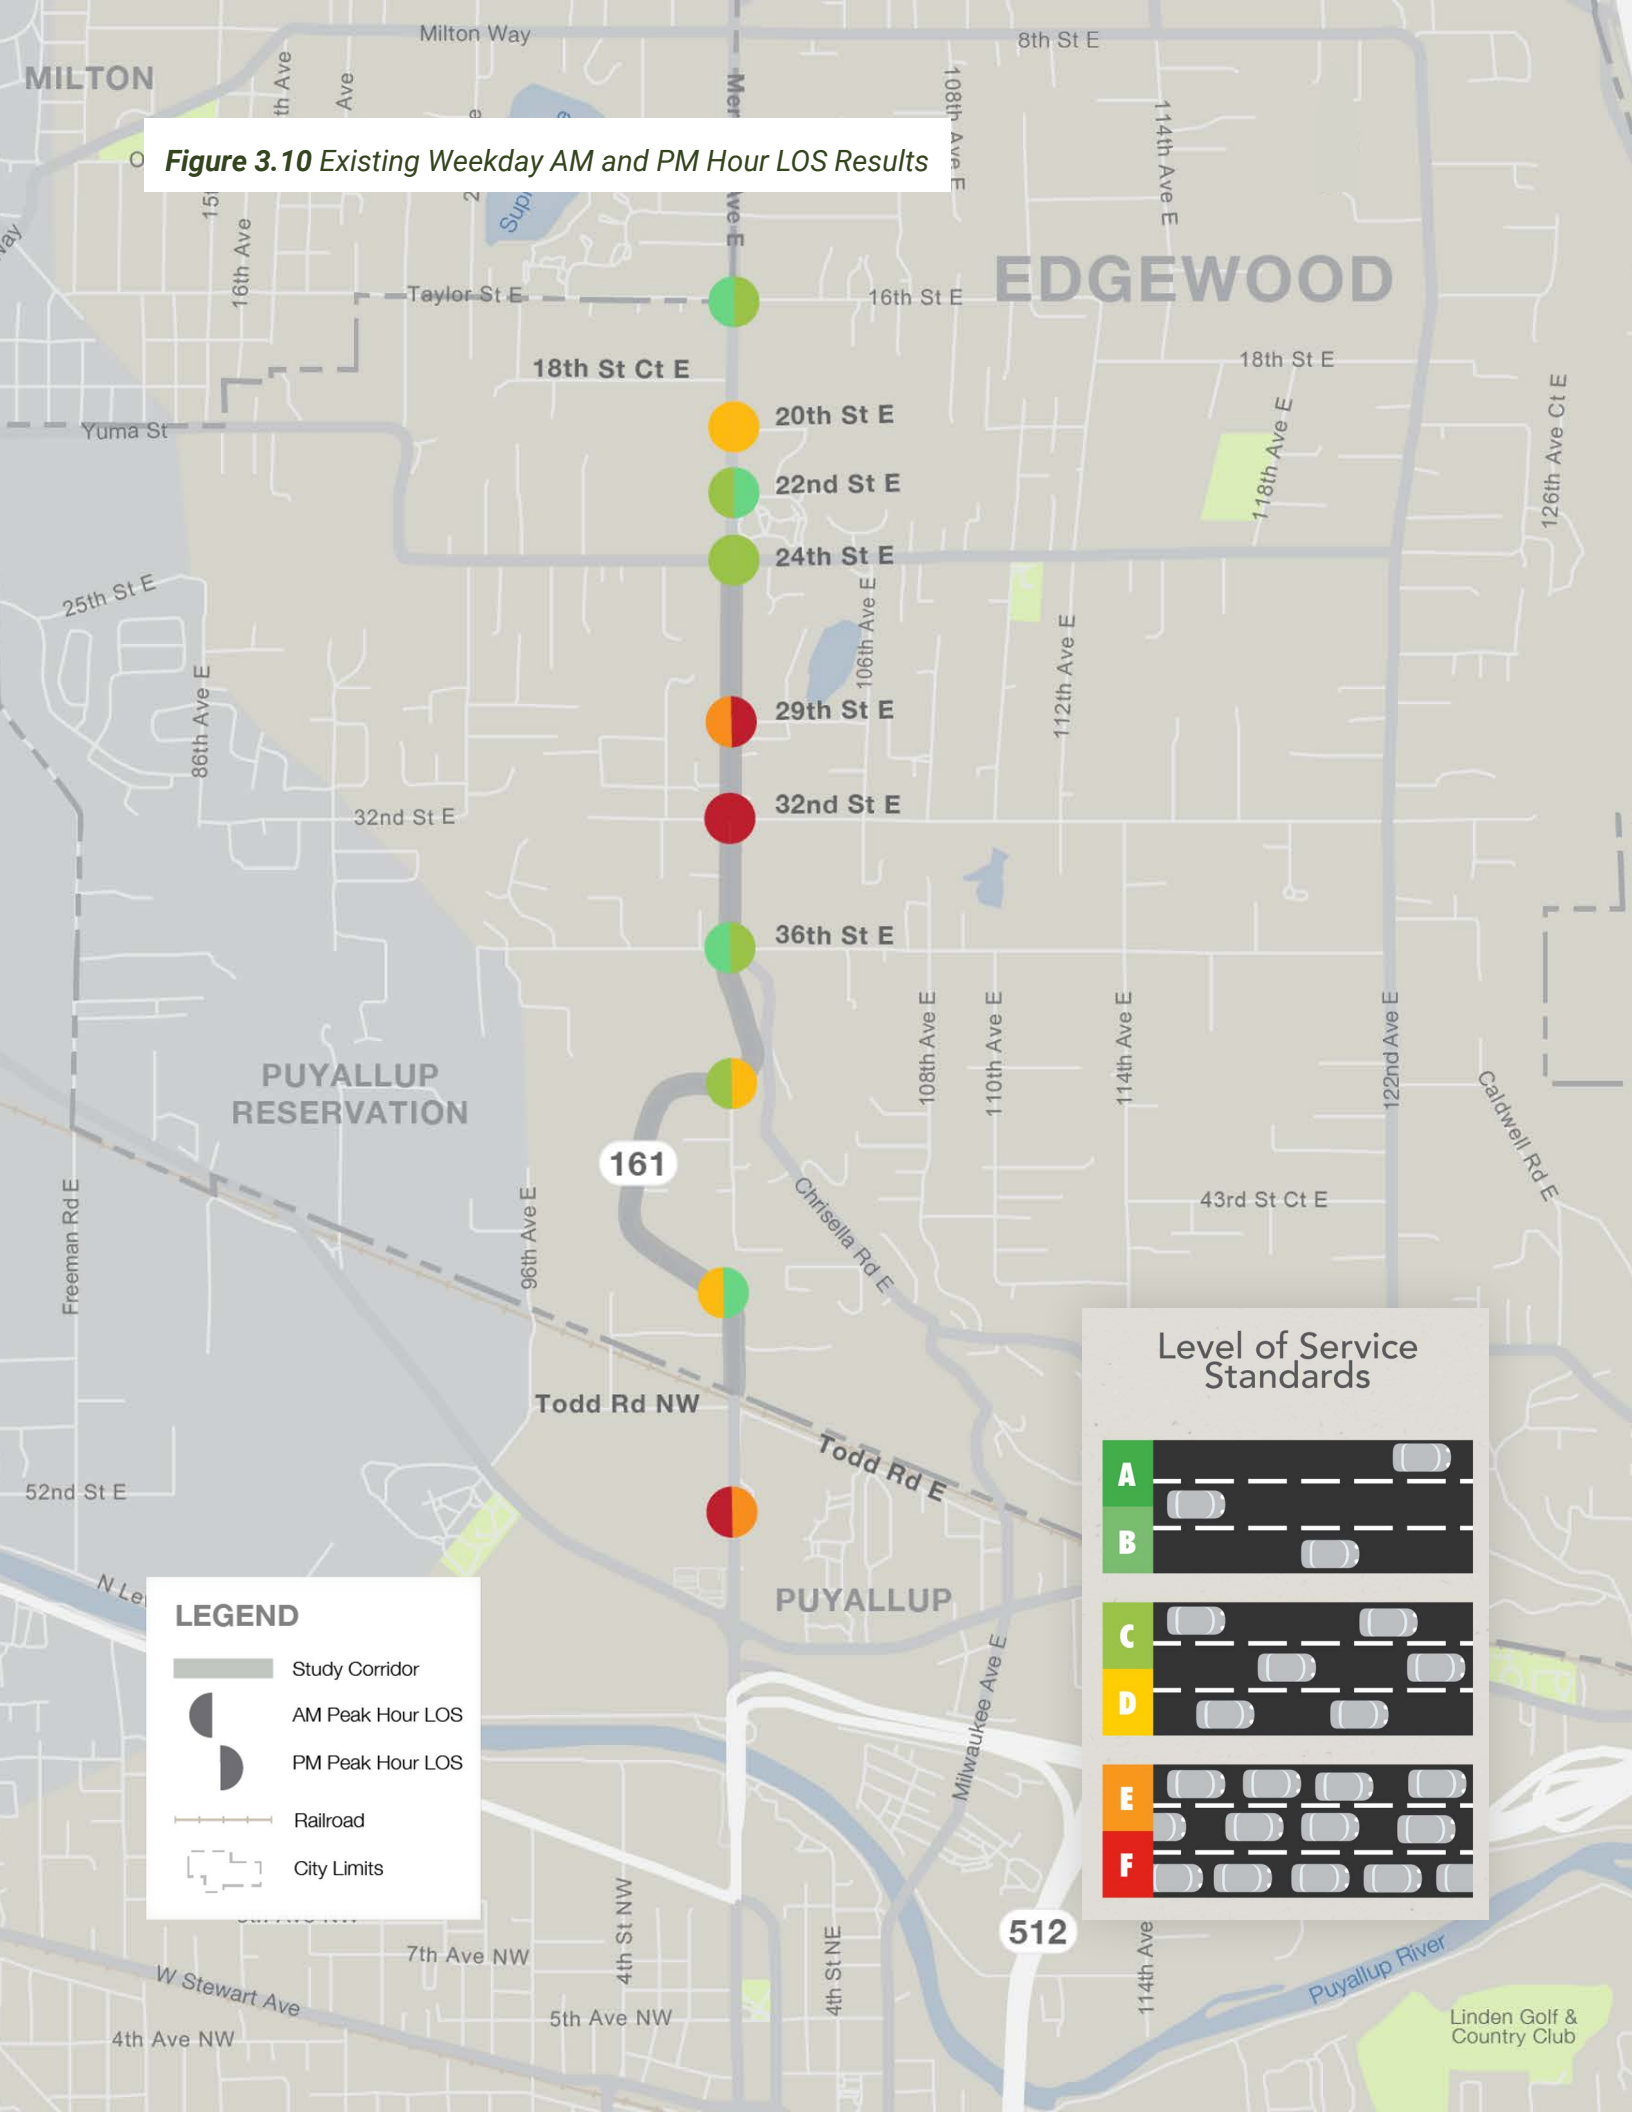 Milton Way
8th St E
MILTON
th Ave
Ave
108th Ave E
114th Ave E
Figure 3.10 Existing Weekday AM and PM Hour LOS Results
16th Ave
Ave E
EDGEWOOD
Taylor St E
16th St E
18th St Ct E
18th St E
20th St E
118th Ave E
126th Ave Ct E
Yuma St
22nd St E
24th St E
25th St E
106th Ave E
86th Ave E
112th Ave E
29th St E
32nd St E
32nd St E
36th St E
108th Ave E
110th Ave E
114th Ave E
122nd Ave E
PUYALLUP
RESERVATION
Caldwell Rd E
161
Freeman Rd E
96th Ave E
Chrisella Rd E
43rd St Ct E
Todd Rd NW
Todd Rd E
52nd St E
PUYALLUP
Milwaukee Ave E
Level of Service
Standards
A
B
C
D
E
F
LEGEND
Study Corridor
AM Peak Hour LOS
PM Peak Hour LOS
Railroad
City Limits
512
7th Ave NW
4th St NW
4th St NE
114th Ave
W Stewart Ave
5th Ave NW
4th Ave NW
Puyallup River
Linden Golf &
Country Club